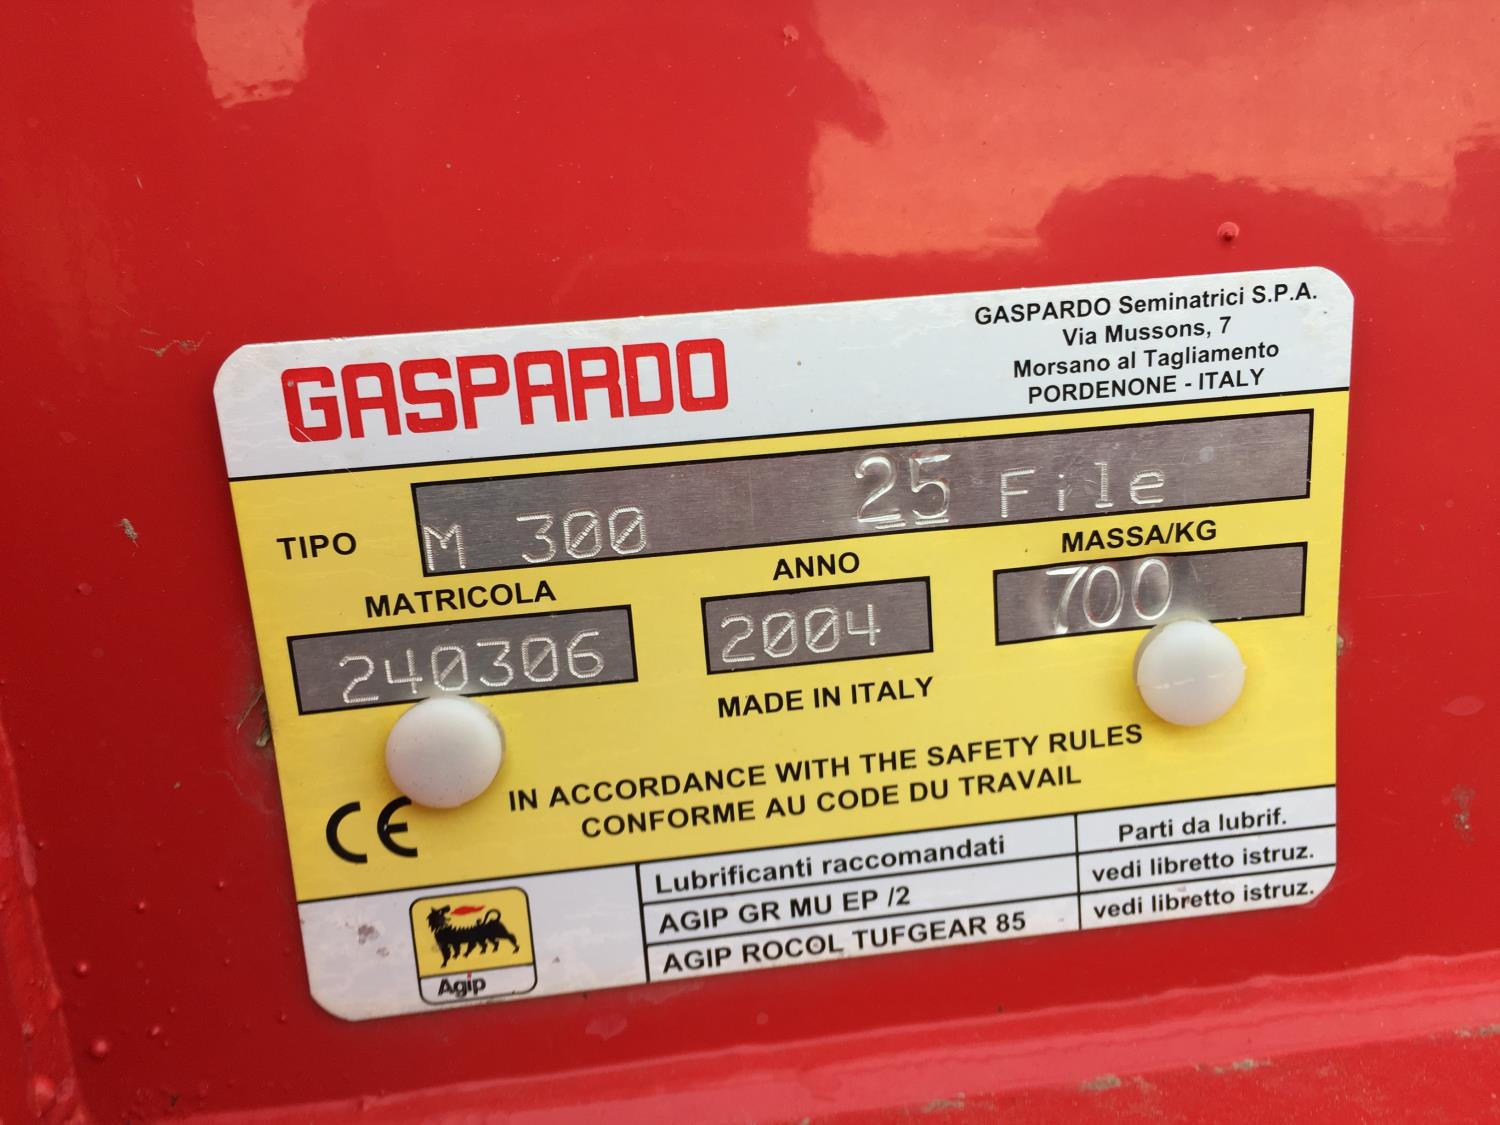 GASPARDO
GASPARDO Seminatrici S.P.A.
Via Mussons, 7
Morsano al Tagliamento
PORDENONE - ITALY
TIPO M 300 25 File
MATRICOLA ANNO MASSA/KG
240306 2004 700
MADE IN ITALY
IN ACCORDANCE WITH THE SAFETY RULES
CONFORME AU CODE DU TRAVAIL
CE
Agip
Lubrificanti raccomandati Parti da lubrif.
AGIP GR MU EP /2 vedi libretto istruz.
AGIP ROCOL TUFGEAR 85 vedi libretto istruz.